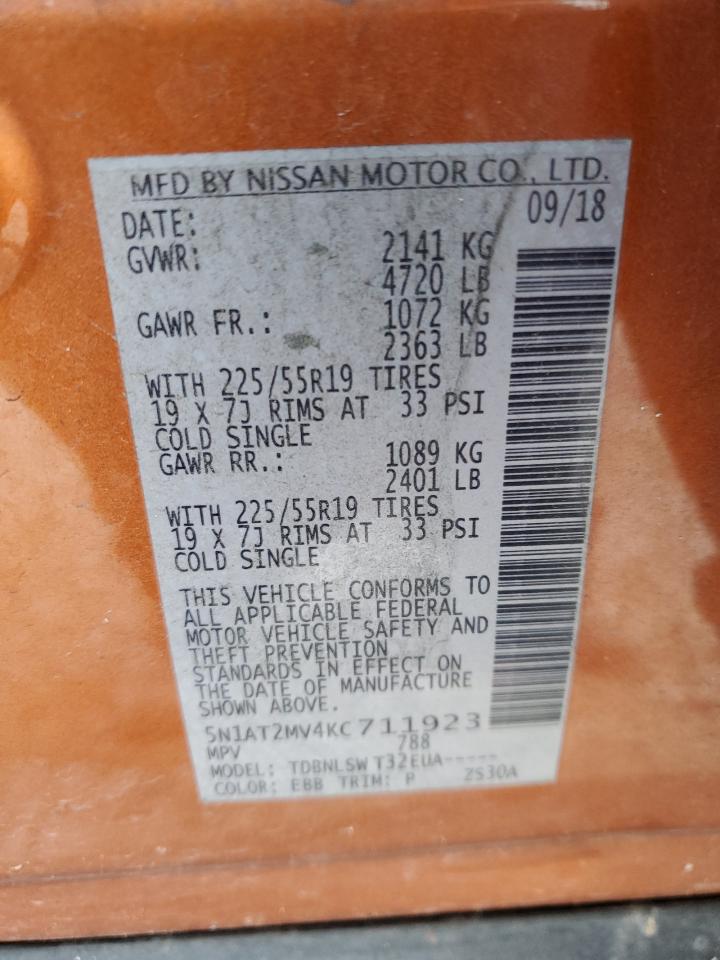 MFD BY NISSAN MOTOR CO., LTD.
DATE: 09/18
GVWR: 2141 KG
4720 LB
GAWR FR.: 1072 KG
2363 LB
WITH 225/55R19 TIRES
19 X 7J RIMS AT 33 PSI
COLD SINGLE
GAWR RR.: 1089 KG
2401 LB
WITH 225/55R19 TIRES
19 X 7J RIMS AT 33 PSI
COLD SINGLE
THIS VEHICLE CONFORMS TO
ALL APPLICABLE FEDERAL
MOTOR VEHICLE SAFETY AND
THEFT PREVENTION
STANDARDS IN EFFECT ON
THE DATE OF MANUFACTURE
SHOWN ABOVE.
5N1AT2MV4KC711923
MPV 788
MODEL: TDBNLSW T32EUA-----
COLOR: EBB TRIM: P ZS30A